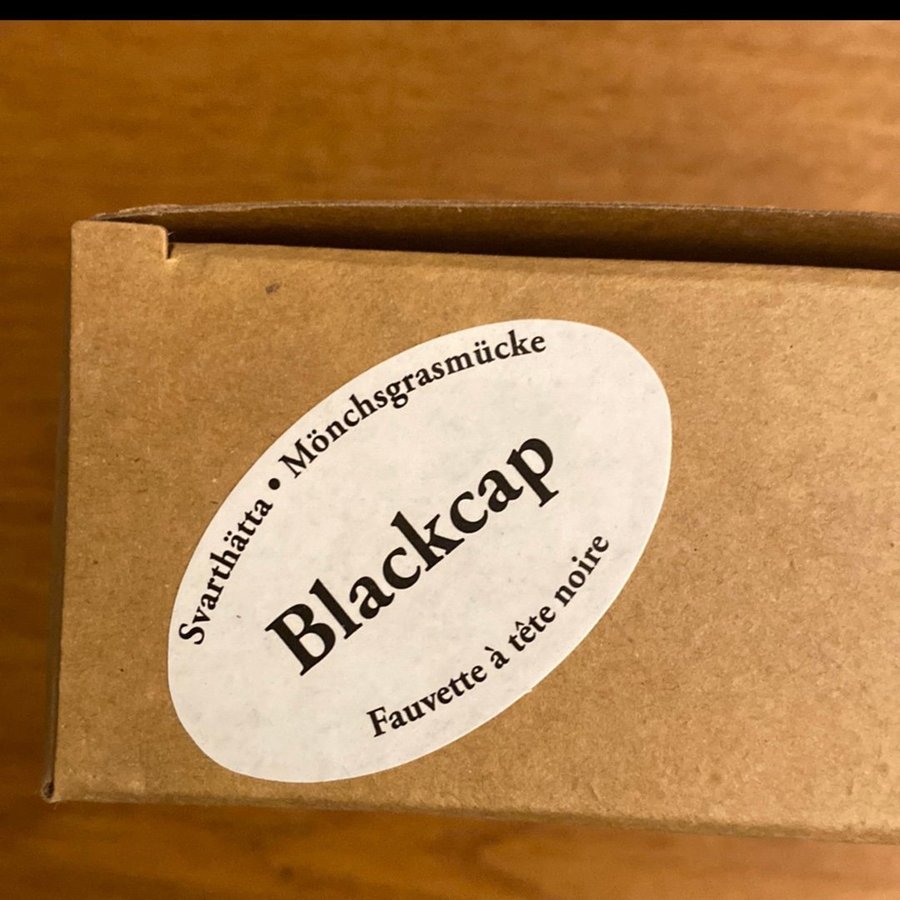 Svarthätta • Mönchsgrasmücke
Blackcap
Fauvette à tête noire